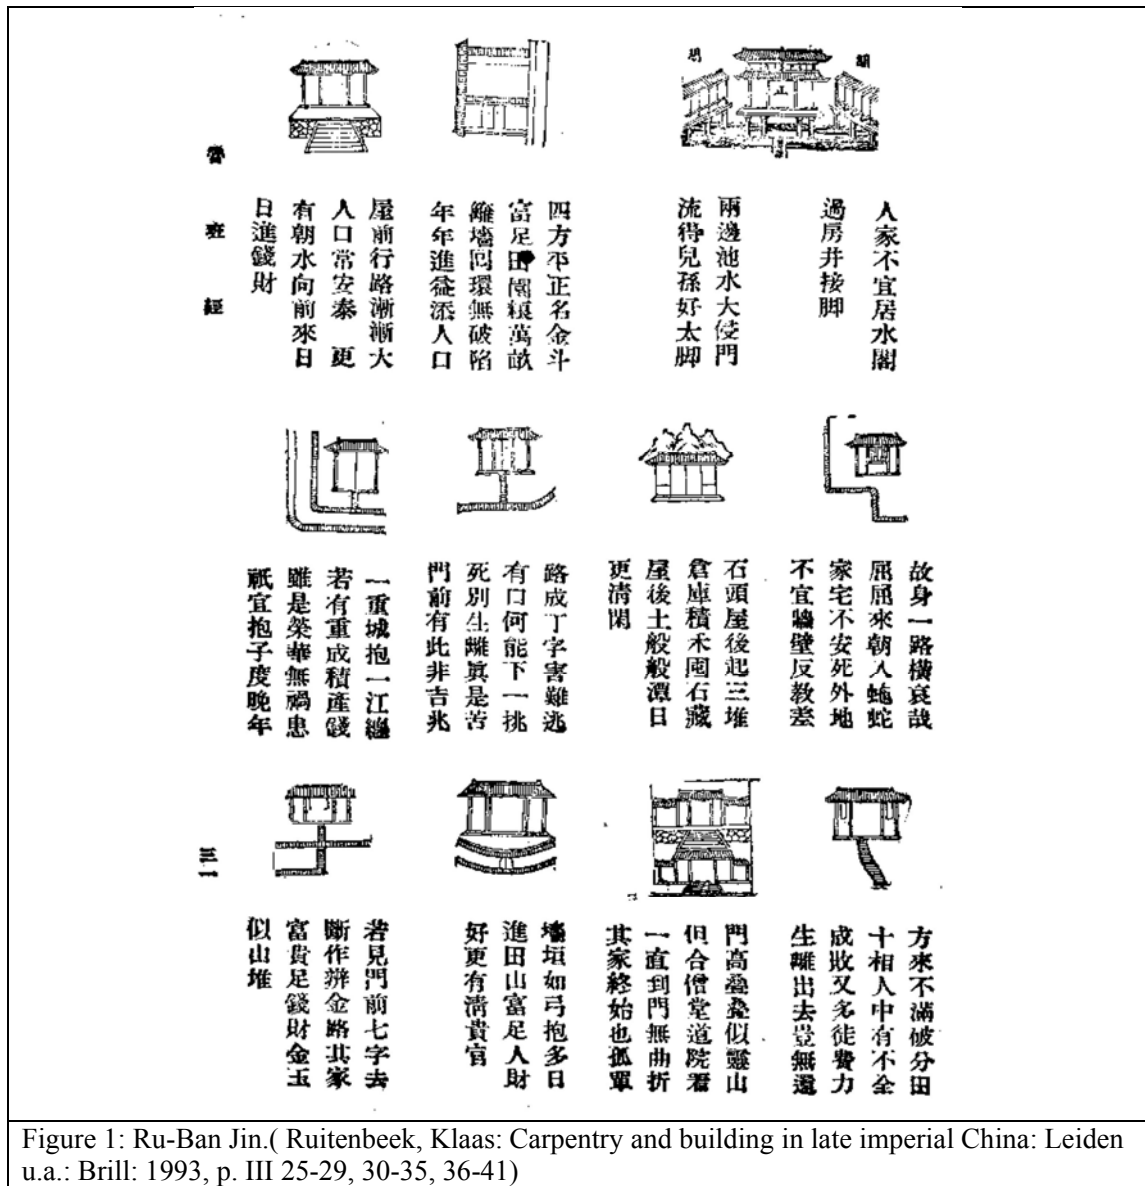 人家不宜居水閣
過房井接脚
兩邊池水大侵門
流得兒孫好太脚
四方平正名金斗
富足田園糧萬畝
籬墻回環無破陷
年年進益添人口
屋前行路漸漸大
人口常安泰 更
有朝水向前來日
日進錢財
魯班經
故身一路橫哀哉
屈屈來朝入蛇
家宅不安死外地
不宜牆壁反教差
石頭屋後起三堆
倉庫積禾囤石藏
屋後土般般潭日
更清閑
路成丁字害難逃
有口何能下一挑
死別生離眞是苦
門前有此非吉兆
一重城抱一江纏
若有重成積產錢
雖是榮華無禍患
祇宜抱子度晚年
方來不滿破分田
十相人中有不全
成敗又多徒費力
生離出去豈無還
門高叠叠似靈山
但合僧堂道院看
一直到門無曲折
其家終始也孤單
墻垣如弓抱多日
進田山富足人財
好更有清貴官
若見門前七字去
斷作辨金路其家
富貴足錢財金玉
似山堆
三一
Figure 1: Ru-Ban Jin.( Ruitenbeek, Klaas: Carpentry and building in late imperial China: Leiden
u.a.: Brill: 1993, p. III 25-29, 30-35, 36-41)